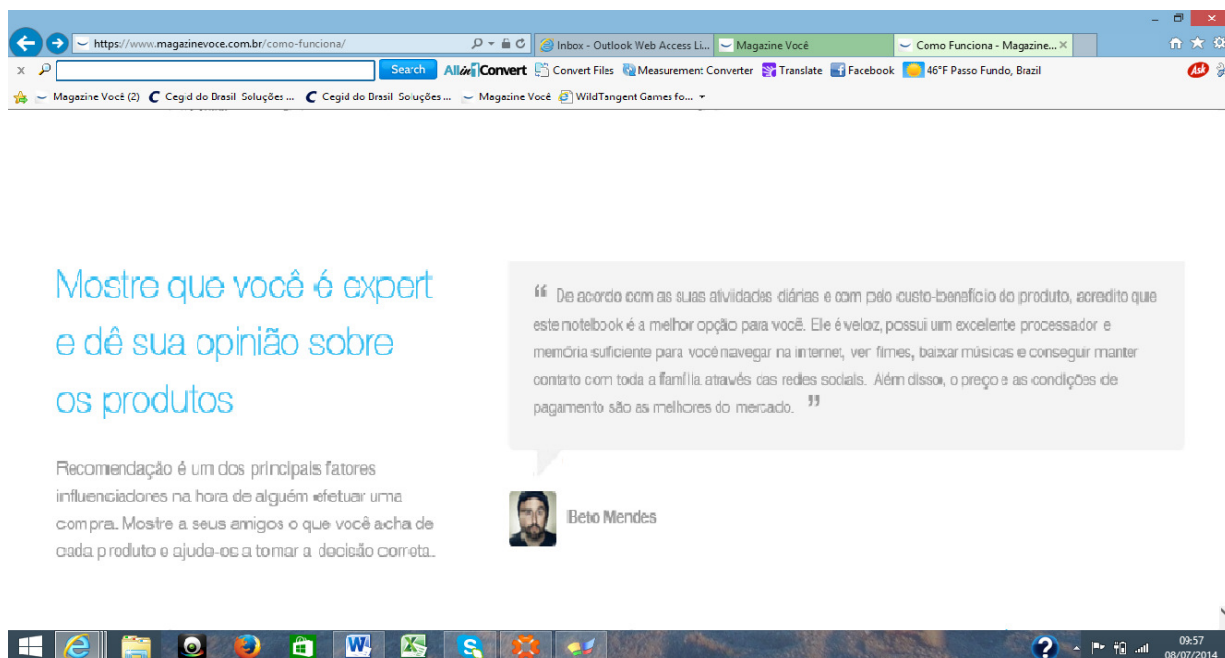 https://www.magazinevoce.com.br/como-funciona/
Inbox - Outlook Web Access Li...
Magazine Você
Como Funciona - Magazine...
Search
AllinConvert
Convert Files
Measurement Converter
Translate
Facebook
46°F Passo Fundo, Brazil
Ask
Magazine Você (2)
Cegid do Brasil Soluções ...
Cegid do Brasil Soluções ...
Magazine Você
WildTangent Games fo...
Mostre que você é expert
e dê sua opinião sobre
os produtos
Recomendação é um dos principais fatores
influenciadores na hora de alguém efetuar uma
compra. Mostre a seus amigos o que você acha de
cada produto e ajude-os a tomar a decisão correta.
“ De acordo com as suas atividades diárias e com pelo custo-benefício do produto, acredito que
este notebook é a melhor opção para você. Ele é veloz, possui um excelente processador e
memória suficiente para você navegar na internet, ver filmes, baixar músicas e conseguir manter
contato com toda a família através das redes sociais. Além disso, o preço e as condições de
pagamento são as melhores do mercado. ”
Beto Mendes
09:57
08/07/2014